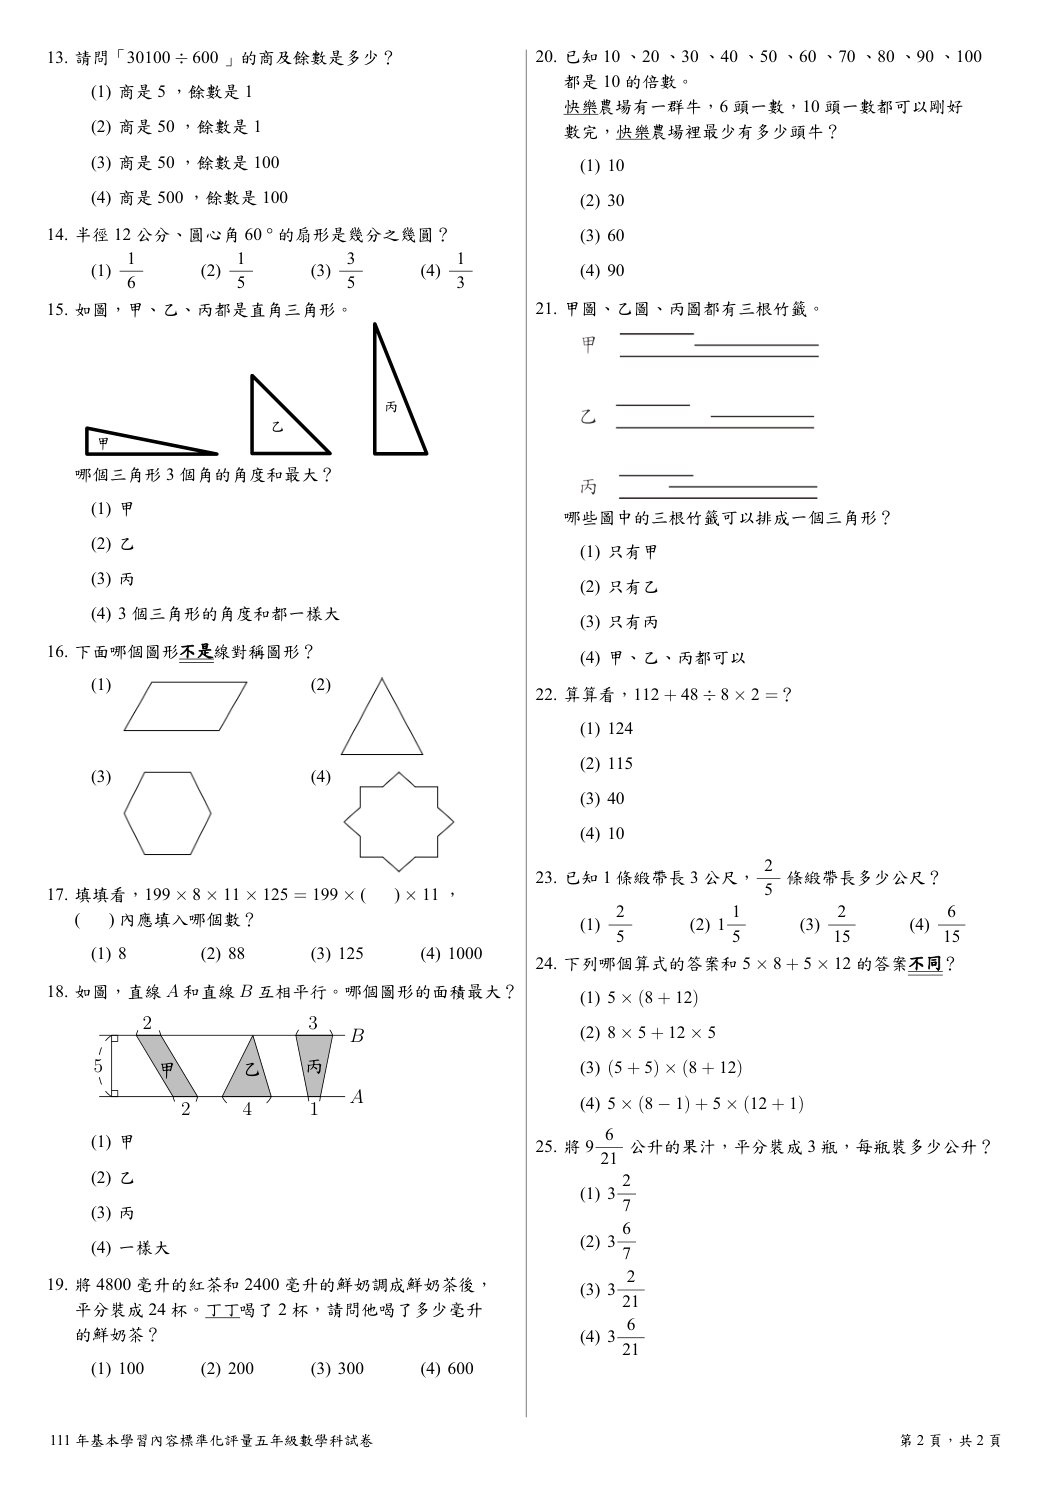 13. 請問「30100 ÷ 600 」的商及餘數是多少？
(1) 商是 5 ，餘數是 1
(2) 商是 50 ，餘數是 1
(3) 商是 50 ，餘數是 100
(4) 商是 500 ，餘數是 100
14. 半徑 12 公分、圓心角 60 ° 的扇形是幾分之幾圓？
(1) 1/6 (2) 1/5 (3) 3/5 (4) 1/3
15. 如圖，甲、乙、丙都是直角三角形。
甲 乙 丙
哪個三角形 3 個角的角度和最大？
(1) 甲
(2) 乙
(3) 丙
(4) 3 個三角形的角度和都一樣大
16. 下面哪個圖形不是線對稱圖形？
(1) (2)
(3) (4)
17. 填填看，199 × 8 × 11 × 125 = 199 × ( ) × 11 ，
( ) 內應填入哪個數？
(1) 8 (2) 88 (3) 125 (4) 1000
18. 如圖，直線 A 和直線 B 互相平行。哪個圖形的面積最大？
2 3 B
5 甲 乙 丙
2 4 1 A
(1) 甲
(2) 乙
(3) 丙
(4) 一樣大
19. 將 4800 毫升的紅茶和 2400 毫升的鮮奶調成鮮奶茶後，
平分裝成 24 杯。丁丁喝了 2 杯，請問他喝了多少毫升
的鮮奶茶？
(1) 100 (2) 200 (3) 300 (4) 600
20. 已知 10 、20 、30 、40 、50 、60 、70 、80 、90 、100
都是 10 的倍數。
快樂農場有一群牛，6 頭一數，10 頭一數都可以剛好
數完，快樂農場裡最少有多少頭牛？
(1) 10
(2) 30
(3) 60
(4) 90
21. 甲圖、乙圖、丙圖都有三根竹籤。
甲
乙
丙
哪些圖中的三根竹籤可以排成一個三角形？
(1) 只有甲
(2) 只有乙
(3) 只有丙
(4) 甲、乙、丙都可以
22. 算算看，112 + 48 ÷ 8 × 2 =？
(1) 124
(2) 115
(3) 40
(4) 10
23. 已知 1 條緞帶長 3 公尺，2/5 條緞帶長多少公尺？
(1) 2/5 (2) 1 1/5 (3) 2/15 (4) 6/15
24. 下列哪個算式的答案和 5 × 8 + 5 × 12 的答案不同？
(1) 5 × (8 + 12)
(2) 8 × 5 + 12 × 5
(3) (5 + 5) × (8 + 12)
(4) 5 × (8 − 1) + 5 × (12 + 1)
25. 將 9 6/21 公升的果汁，平分裝成 3 瓶，每瓶裝多少公升？
(1) 3 2/7
(2) 3 6/7
(3) 3 2/21
(4) 3 6/21
111 年基本學習內容標準化評量五年級數學科試卷
第 2 頁，共 2 頁